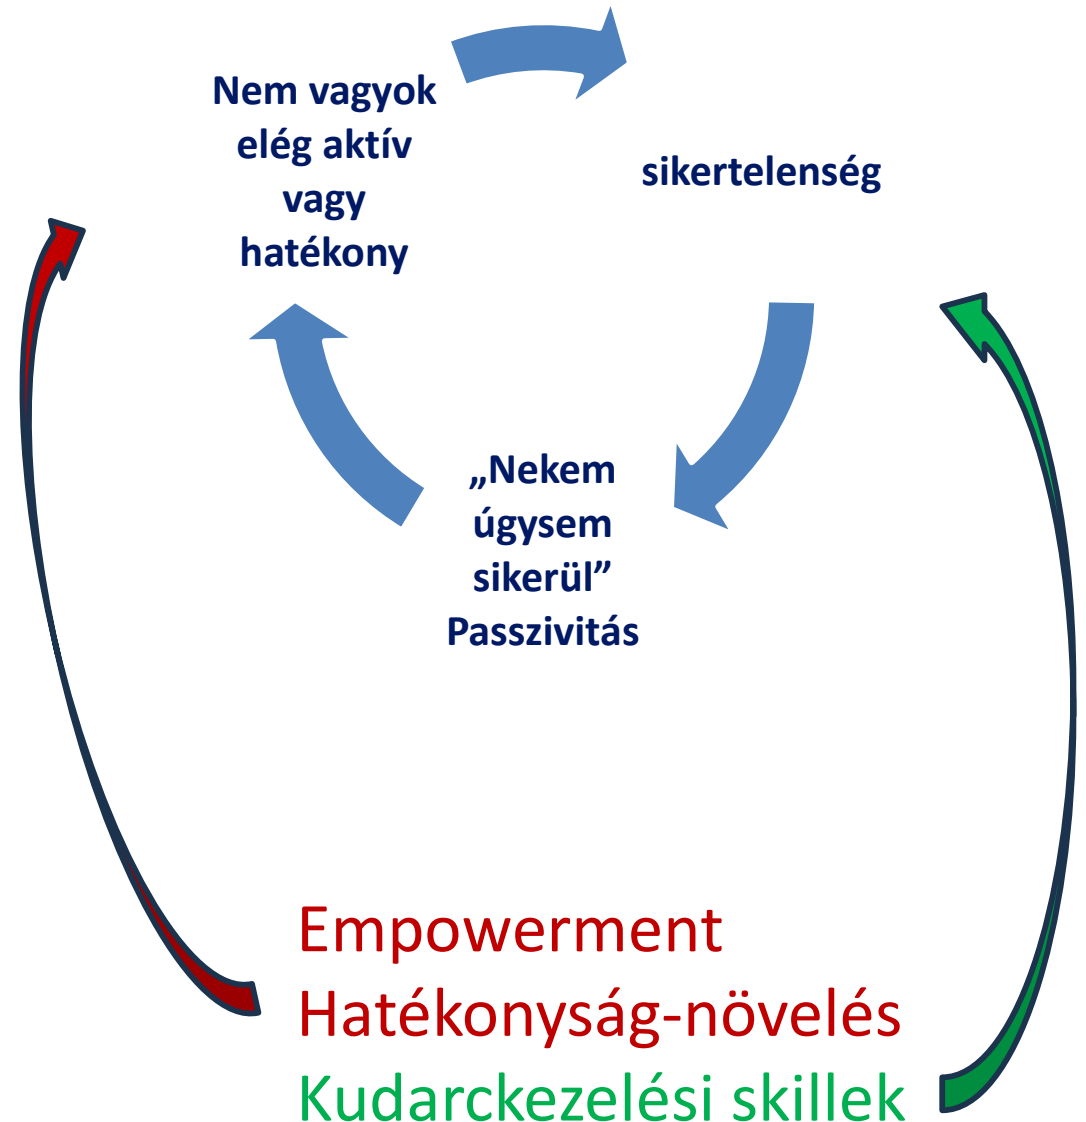 Nem vagyok
elég aktív
vagy
hatékony
sikertelenség
„Nekem
úgysem
sikerül”
Passzivitás
Empowerment
Hatékonyság-növelés
Kudarckezelési skillek